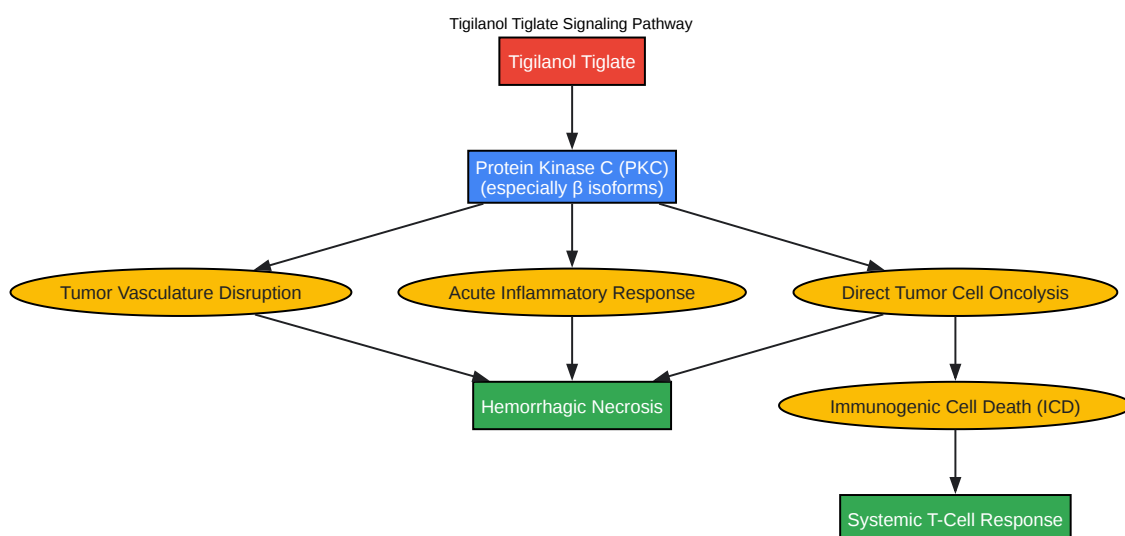 Tigilanol Tiglate Signaling Pathway
Tigilanol Tiglate
Protein Kinase C (PKC)
(especially β isoforms)
Tumor Vasculature Disruption
Acute Inflammatory Response
Direct Tumor Cell Oncolysis
Hemorrhagic Necrosis
Immunogenic Cell Death (ICD)
Systemic T-Cell Response